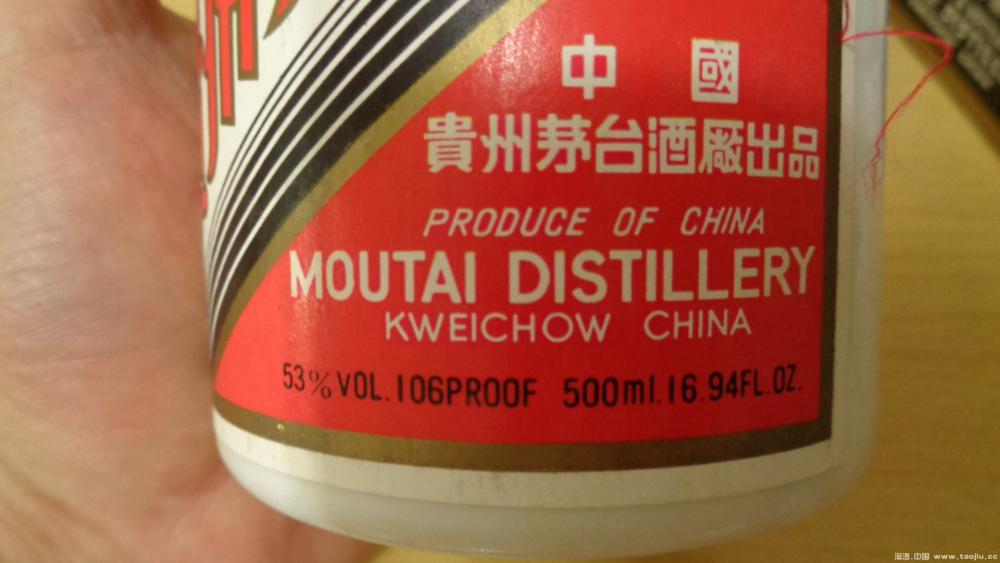 中國
貴州茅台酒廠出品
PRODUCE OF CHINA
MOUTAI DISTILLERY
KWEICHOW CHINA
53%VOL.106PROOF 500ml.16.94FL.OZ.
淘酒.中国 www.taojiu.cc